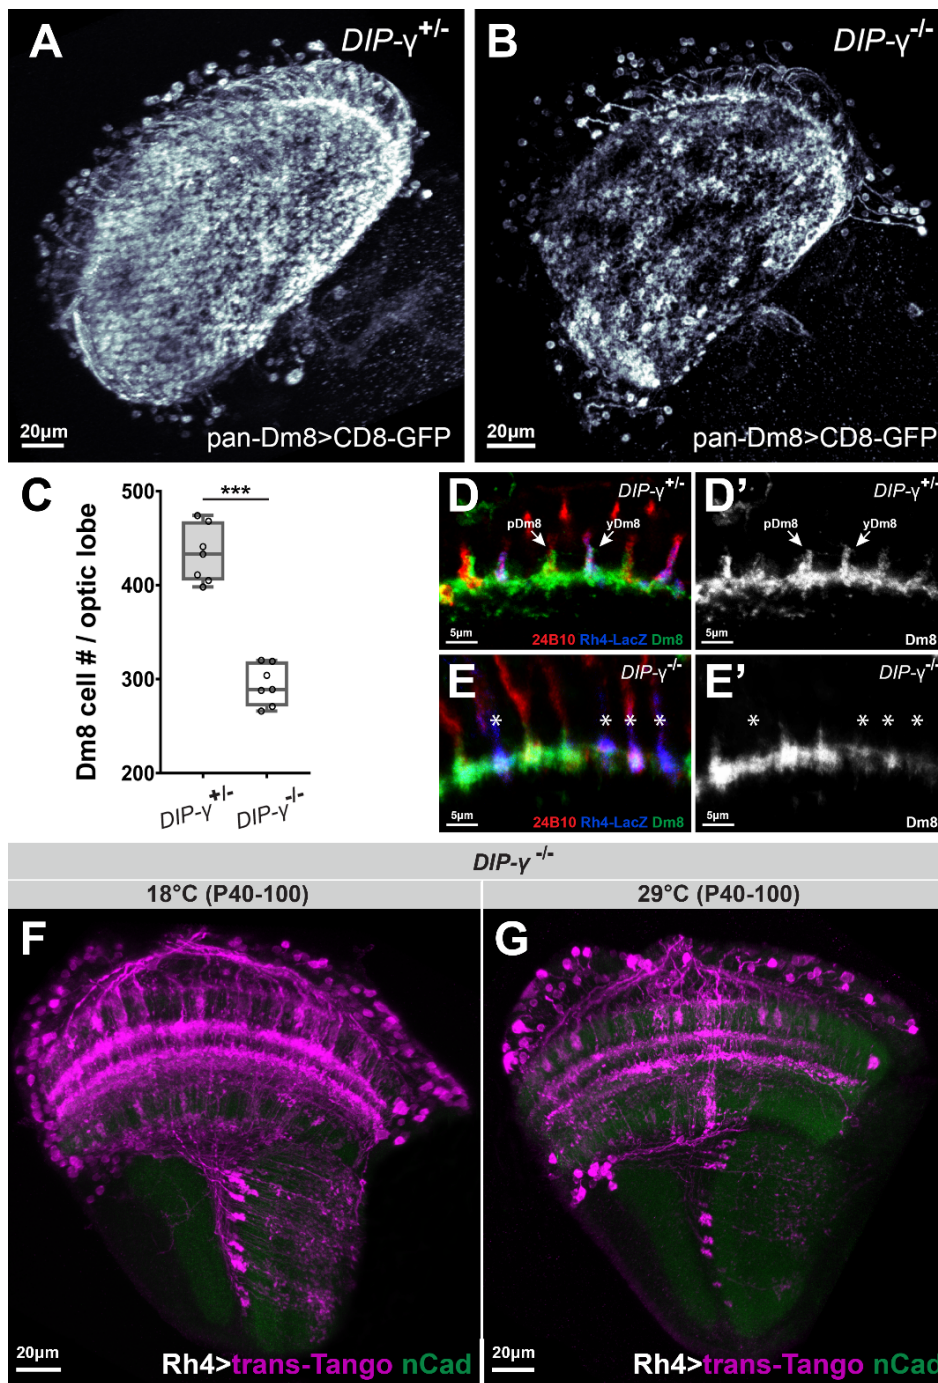 A
DIP-γ+/-
20μm
pan-Dm8>CD8-GFP
B
DIP-γ-/-
20μm
pan-Dm8>CD8-GFP
C
Dm8 cell # / optic lobe
500
400
300
200
***
DIP-γ+/-
DIP-γ-/-
D
DIP-γ+/-
pDm8
yDm8
5μm
24B10 Rh4-LacZ Dm8
D'
DIP-γ+/-
pDm8
yDm8
5μm
Dm8
E
DIP-γ-/-
* * * *
5μm
24B10 Rh4-LacZ Dm8
E'
DIP-γ-/-
* * * *
5μm
Dm8
DIP-γ -/-
18°C (P40-100)
29°C (P40-100)
F
20μm
Rh4>trans-Tango nCad
G
20μm
Rh4>trans-Tango nCad